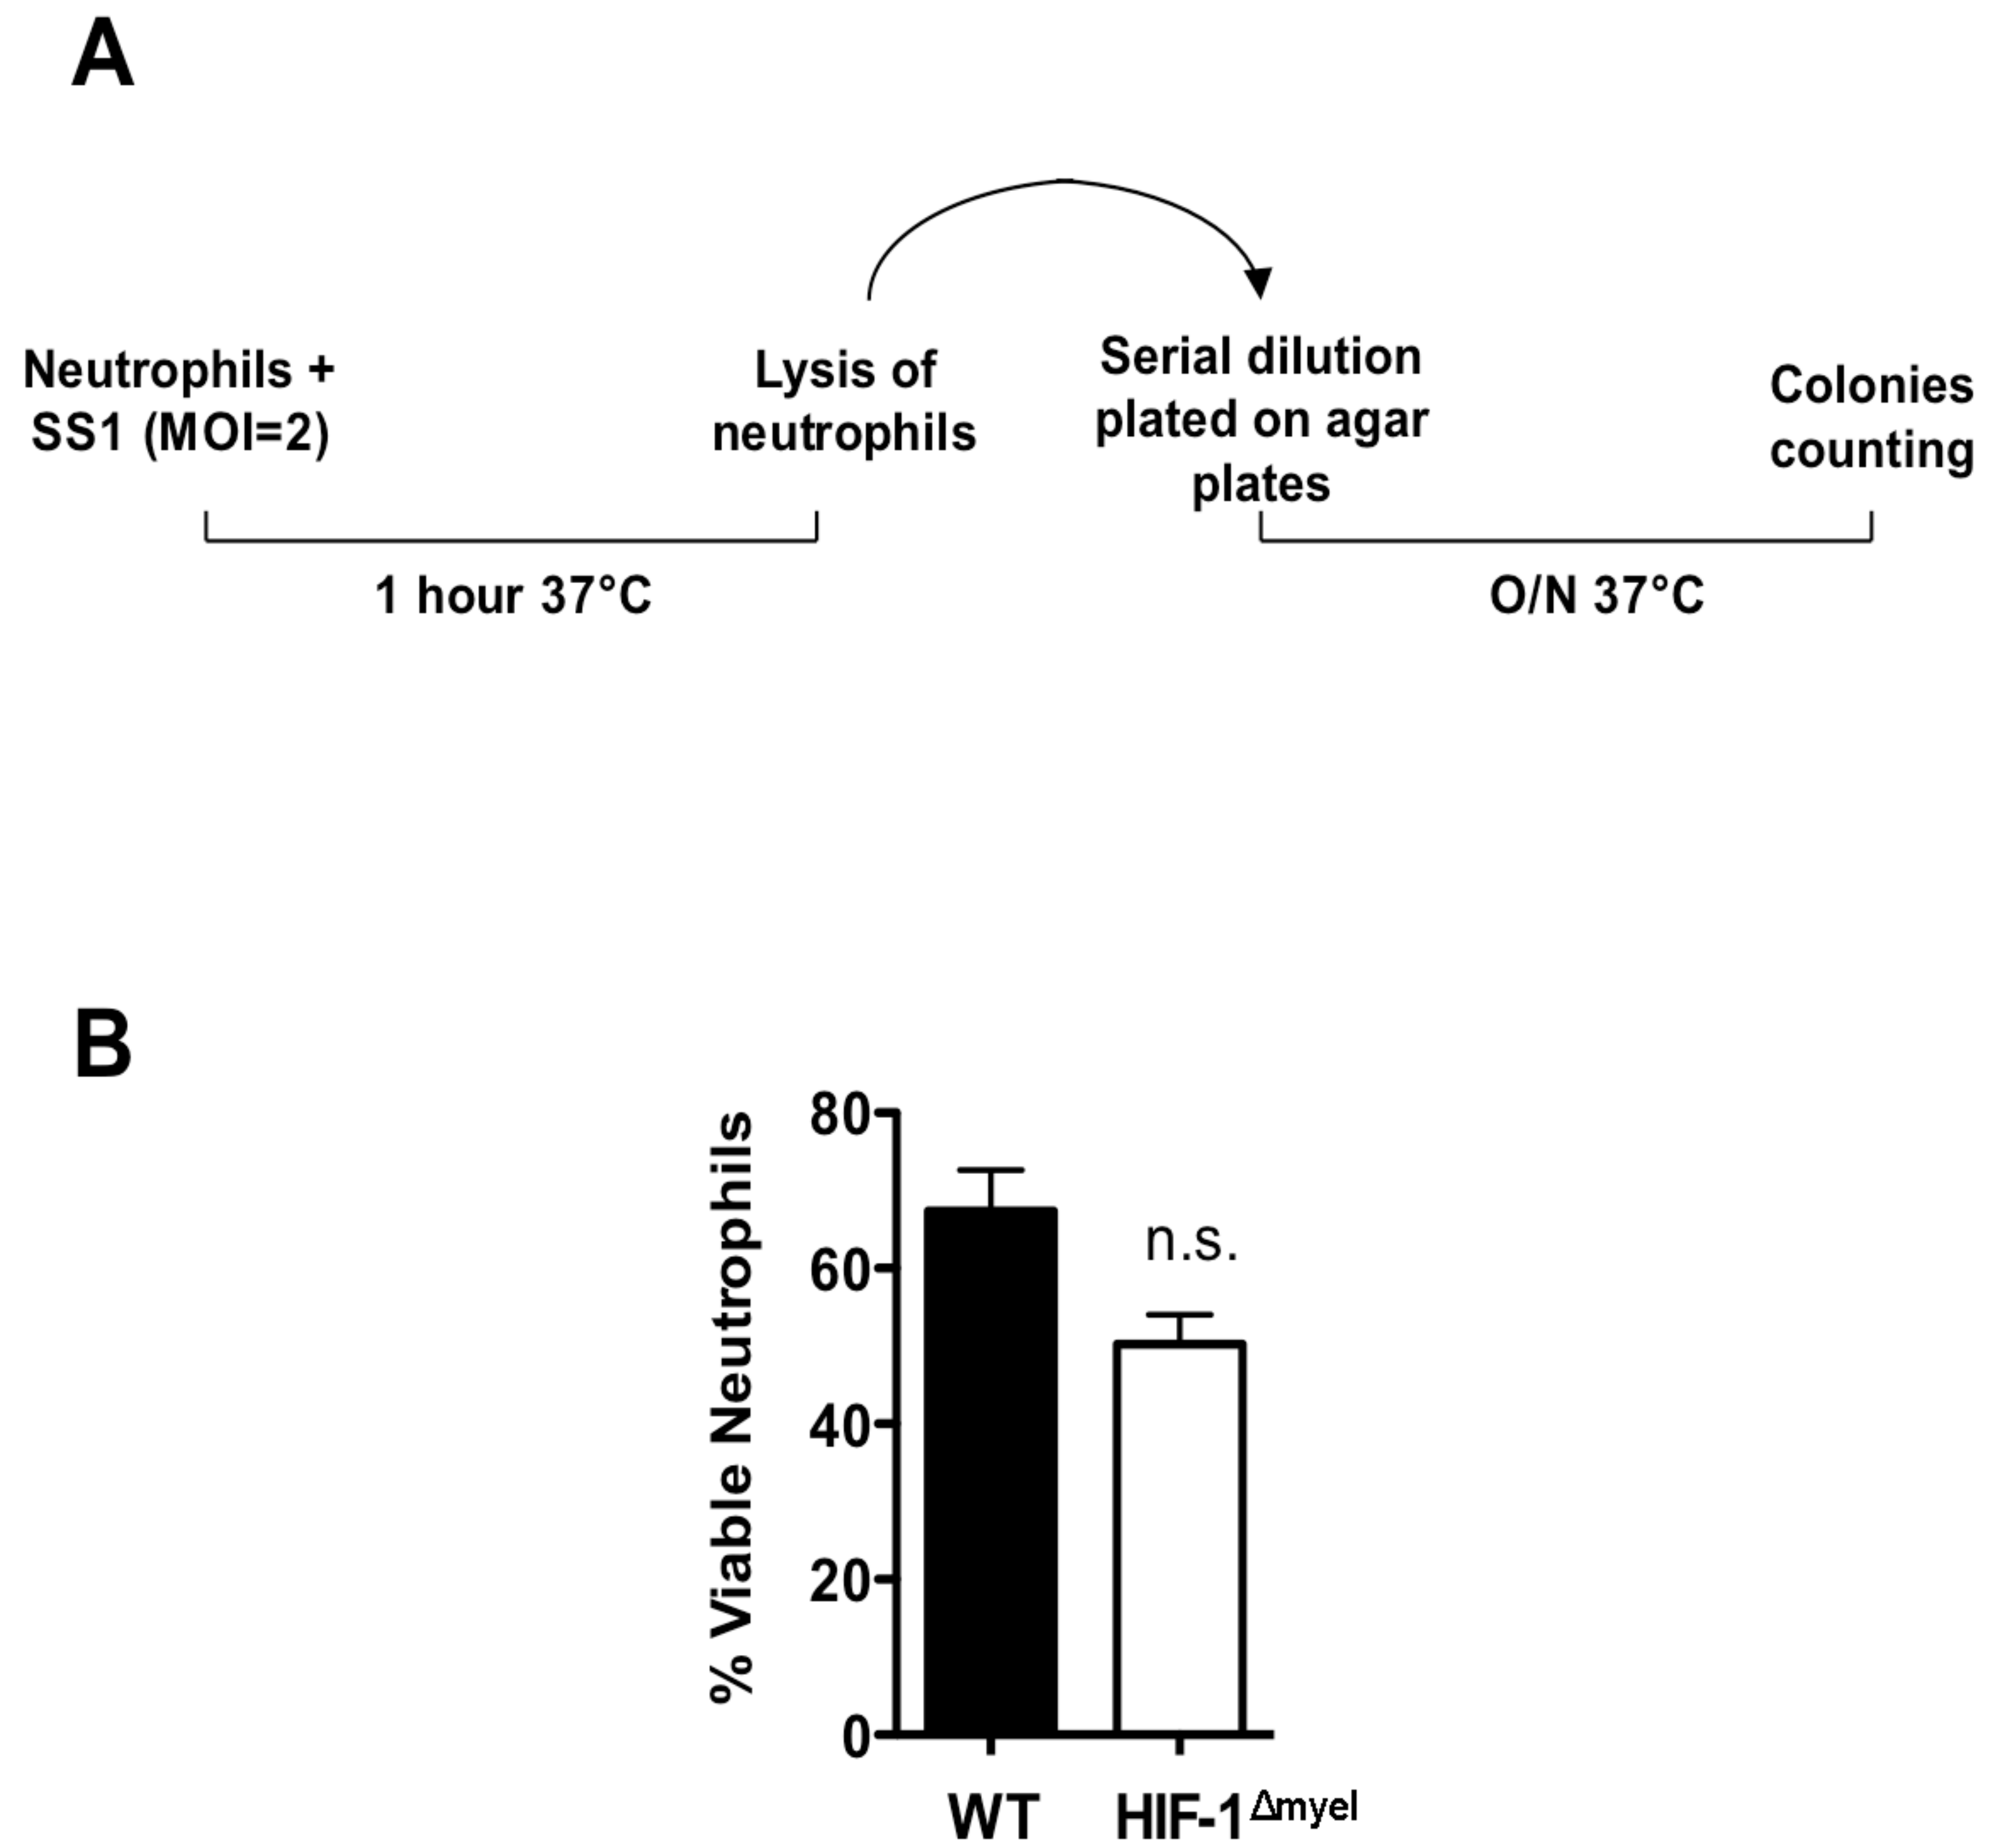 A
Neutrophils +
SS1 (MOI=2)
Lysis of
neutrophils
Serial dilution
plated on agar
plates
Colonies
counting
1 hour 37°C
O/N 37°C
B
% Viable Neutrophils
80
60
40
20
0
n.s.
WT
HIF-1Δmyel